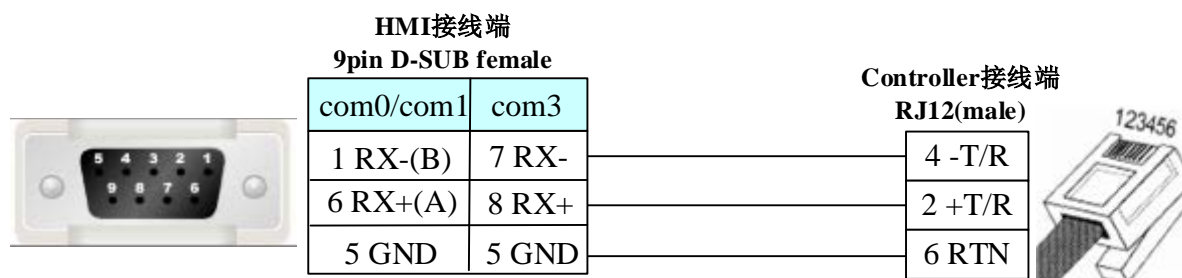 HMI接线端
9pin D-SUB female
com0/com1 com3
1 RX-(B) 7 RX-
6 RX+(A) 8 RX+
5 GND 5 GND
Controller接线端
RJ12(male)
4 -T/R
2 +T/R
6 RTN
5 4 3 2 1
9 8 7 6
123456